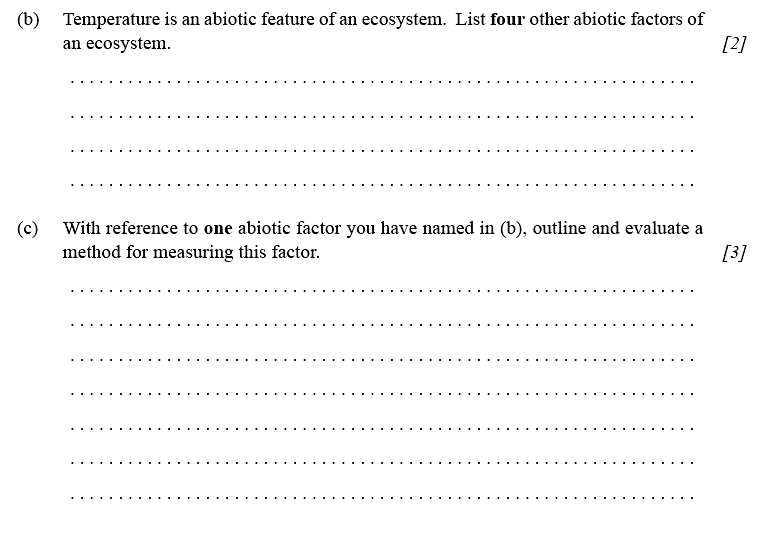 (b) Temperature is an abiotic feature of an ecosystem. List four other abiotic factors of
an ecosystem. [2]
(c) With reference to one abiotic factor you have named in (b), outline and evaluate a
method for measuring this factor. [3]